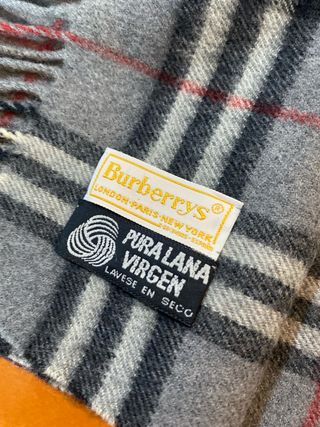 Burberrys®
LONDON·PARIS·NEW YORK
PURA LANA
VIRGEN
LAVESE EN SECO